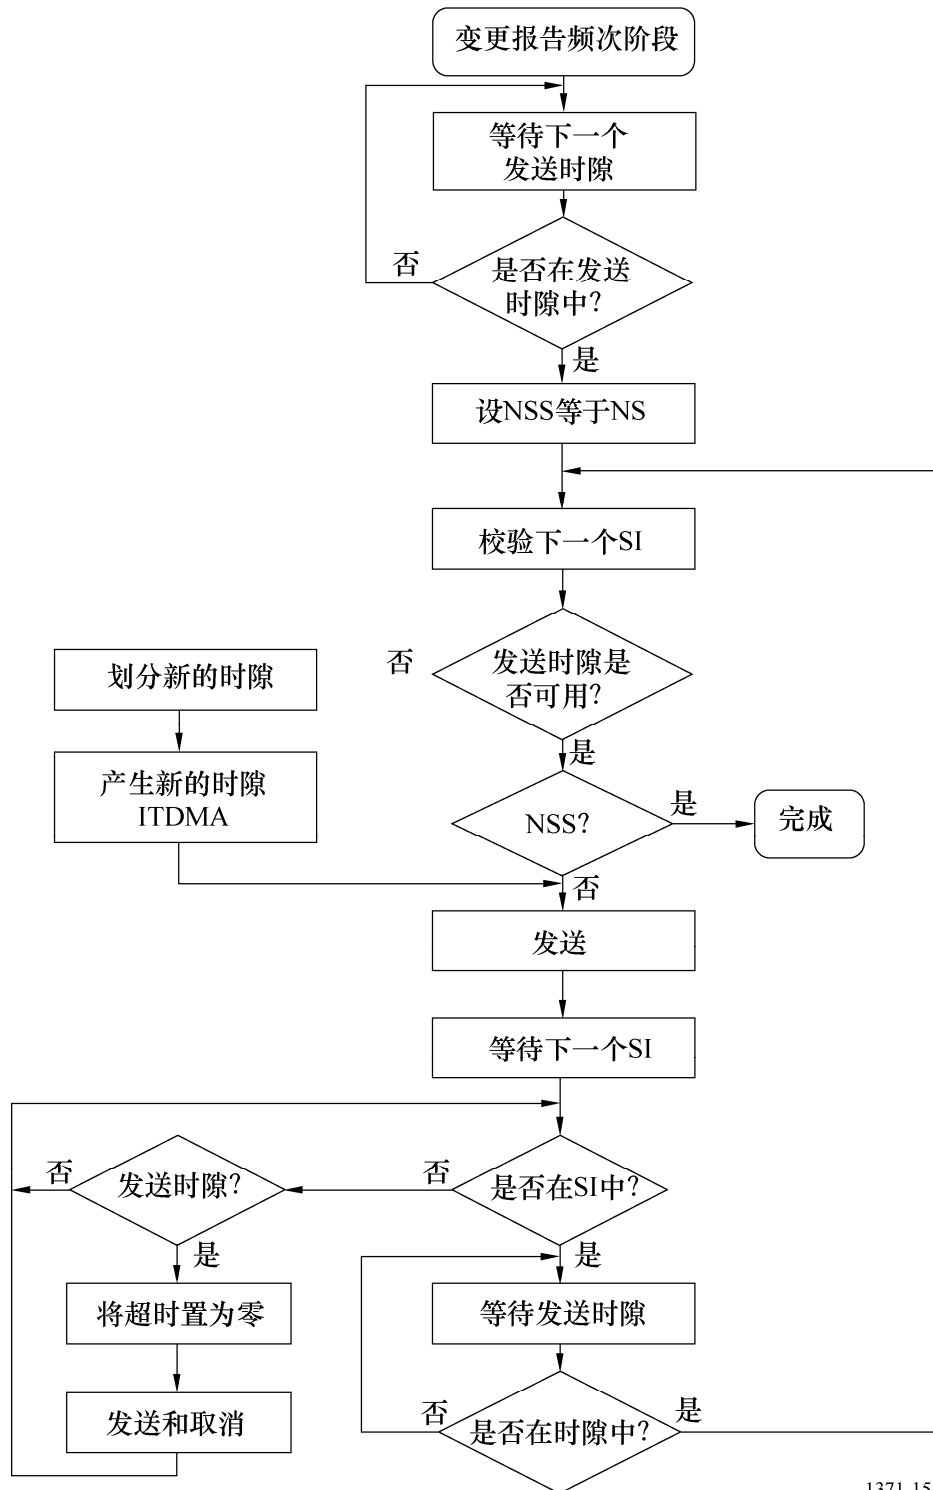 变更报告频次阶段
等待下一个
发送时隙
否
是否在发送
时隙中?
是
设NSS等于NS
校验下一个SI
否
发送时隙是
否可用?
划分新的时隙
是
产生新的时隙
ITDMA
NSS?
是
完成
否
发送
等待下一个SI
否
发送时隙?
否
是否在SI中?
是
是
将超时置为零
等待发送时隙
发送和取消
否
是否在时隙中?
是
1371-15